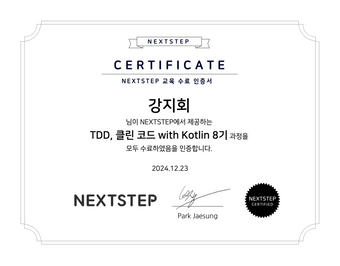 NEXTSTEP
CERTIFICATE
NEXTSTEP 교육 수료 인증서
강지회
님이 NEXTSTEP에서 제공하는
TDD, 클린 코드 with Kotlin 8기 과정을
모두 수료하였음을 인증합니다.
2024.12.23
NEXTSTEP
Park Jaesung
NEXTSTEP
CERTIFIED